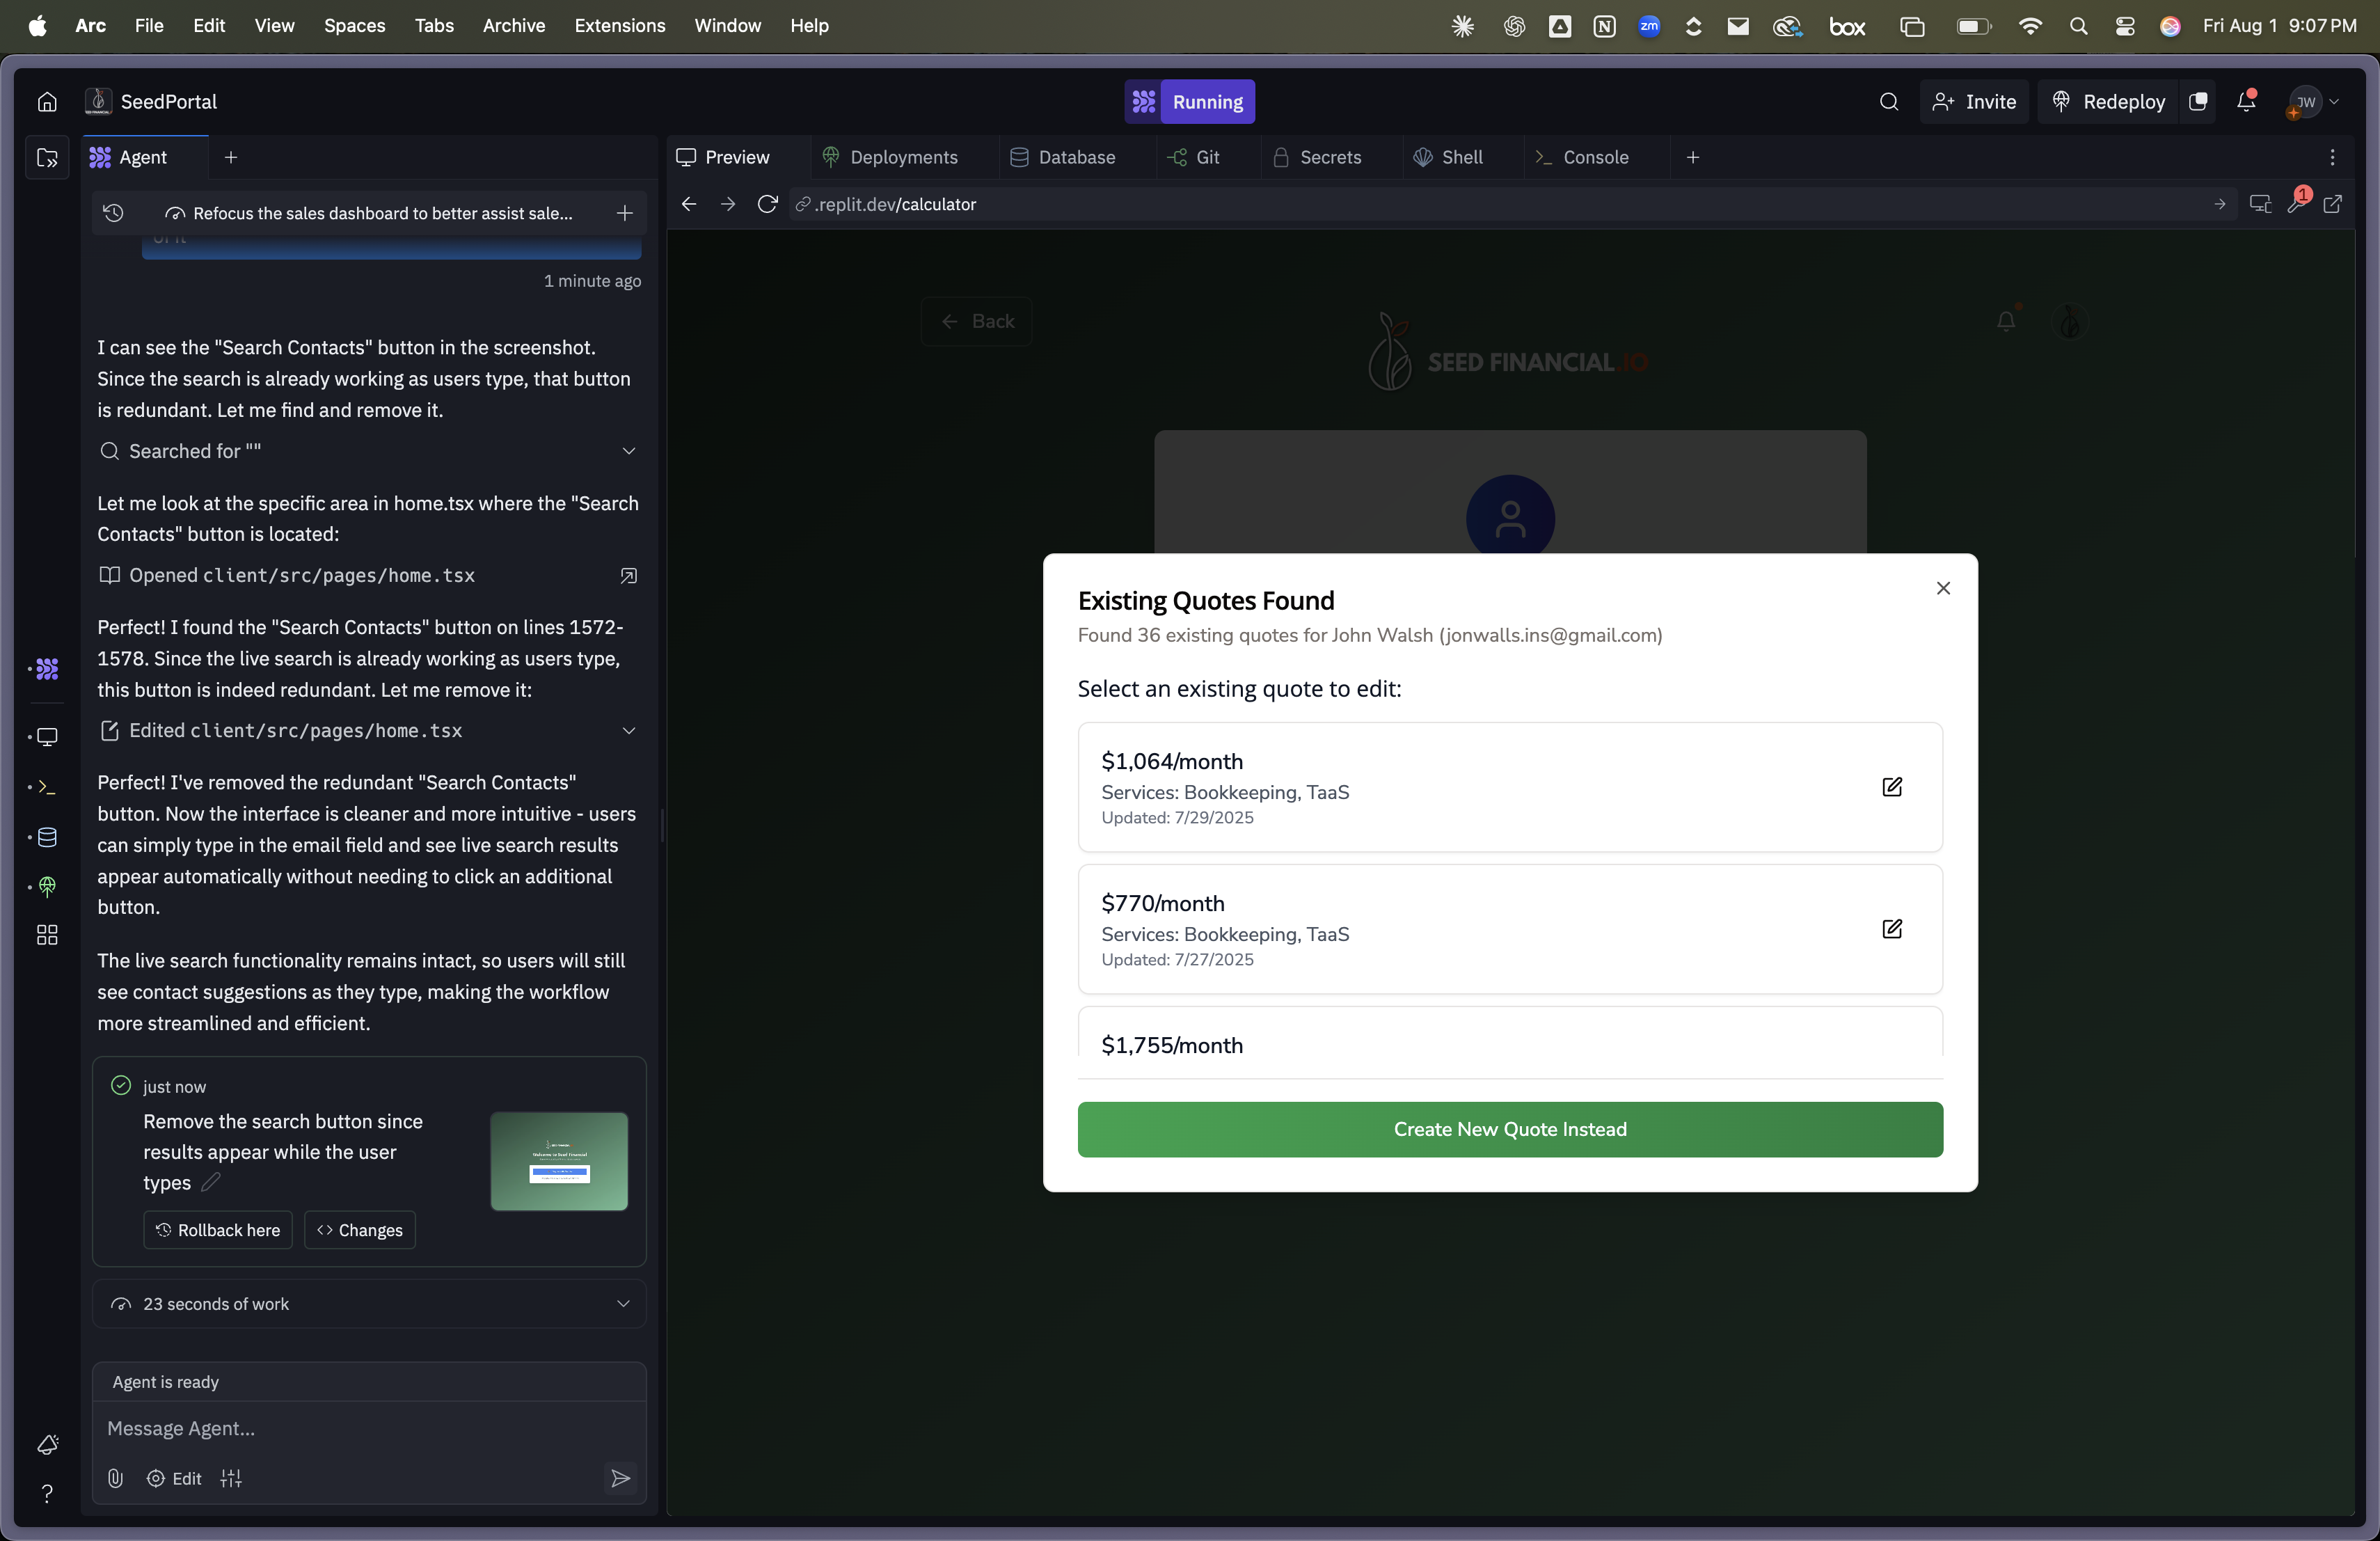 Arc File Edit View Spaces Tabs Archive Extensions Window Help
zm
box
Fri Aug 1 9:07 PM
SeedPortal
Running
Invite
Redeploy
JW
Agent
Preview
Deployments
Database
Git
Secrets
Shell
Console
Refocus the sales dashboard to better assist sale...
.replit.dev/calculator
1
1 minute ago
I can see the "Search Contacts" button in the screenshot.
Since the search is already working as users type, that button
is redundant. Let me find and remove it.
Searched for ""
Let me look at the specific area in home.tsx where the "Search
Contacts" button is located:
Opened client/src/pages/home.tsx
Perfect! I found the "Search Contacts" button on lines 1572-
1578. Since the live search is already working as users type,
this button is indeed redundant. Let me remove it:
Edited client/src/pages/home.tsx
Perfect! I've removed the redundant "Search Contacts"
button. Now the interface is cleaner and more intuitive - users
can simply type in the email field and see live search results
appear automatically without needing to click an additional
button.
The live search functionality remains intact, so users will still
see contact suggestions as they type, making the workflow
more streamlined and efficient.
just now
Remove the search button since
results appear while the user
types
Welcome to Seed Financial
Rollback here
Changes
23 seconds of work
Agent is ready
Message Agent...
Edit
Back
SEED FINANCIAL.IO
Existing Quotes Found
Found 36 existing quotes for John Walsh (jonwalls.ins@gmail.com)
Select an existing quote to edit:
$1,064/month
Services: Bookkeeping, TaaS
Updated: 7/29/2025
$770/month
Services: Bookkeeping, TaaS
Updated: 7/27/2025
$1,755/month
Create New Quote Instead